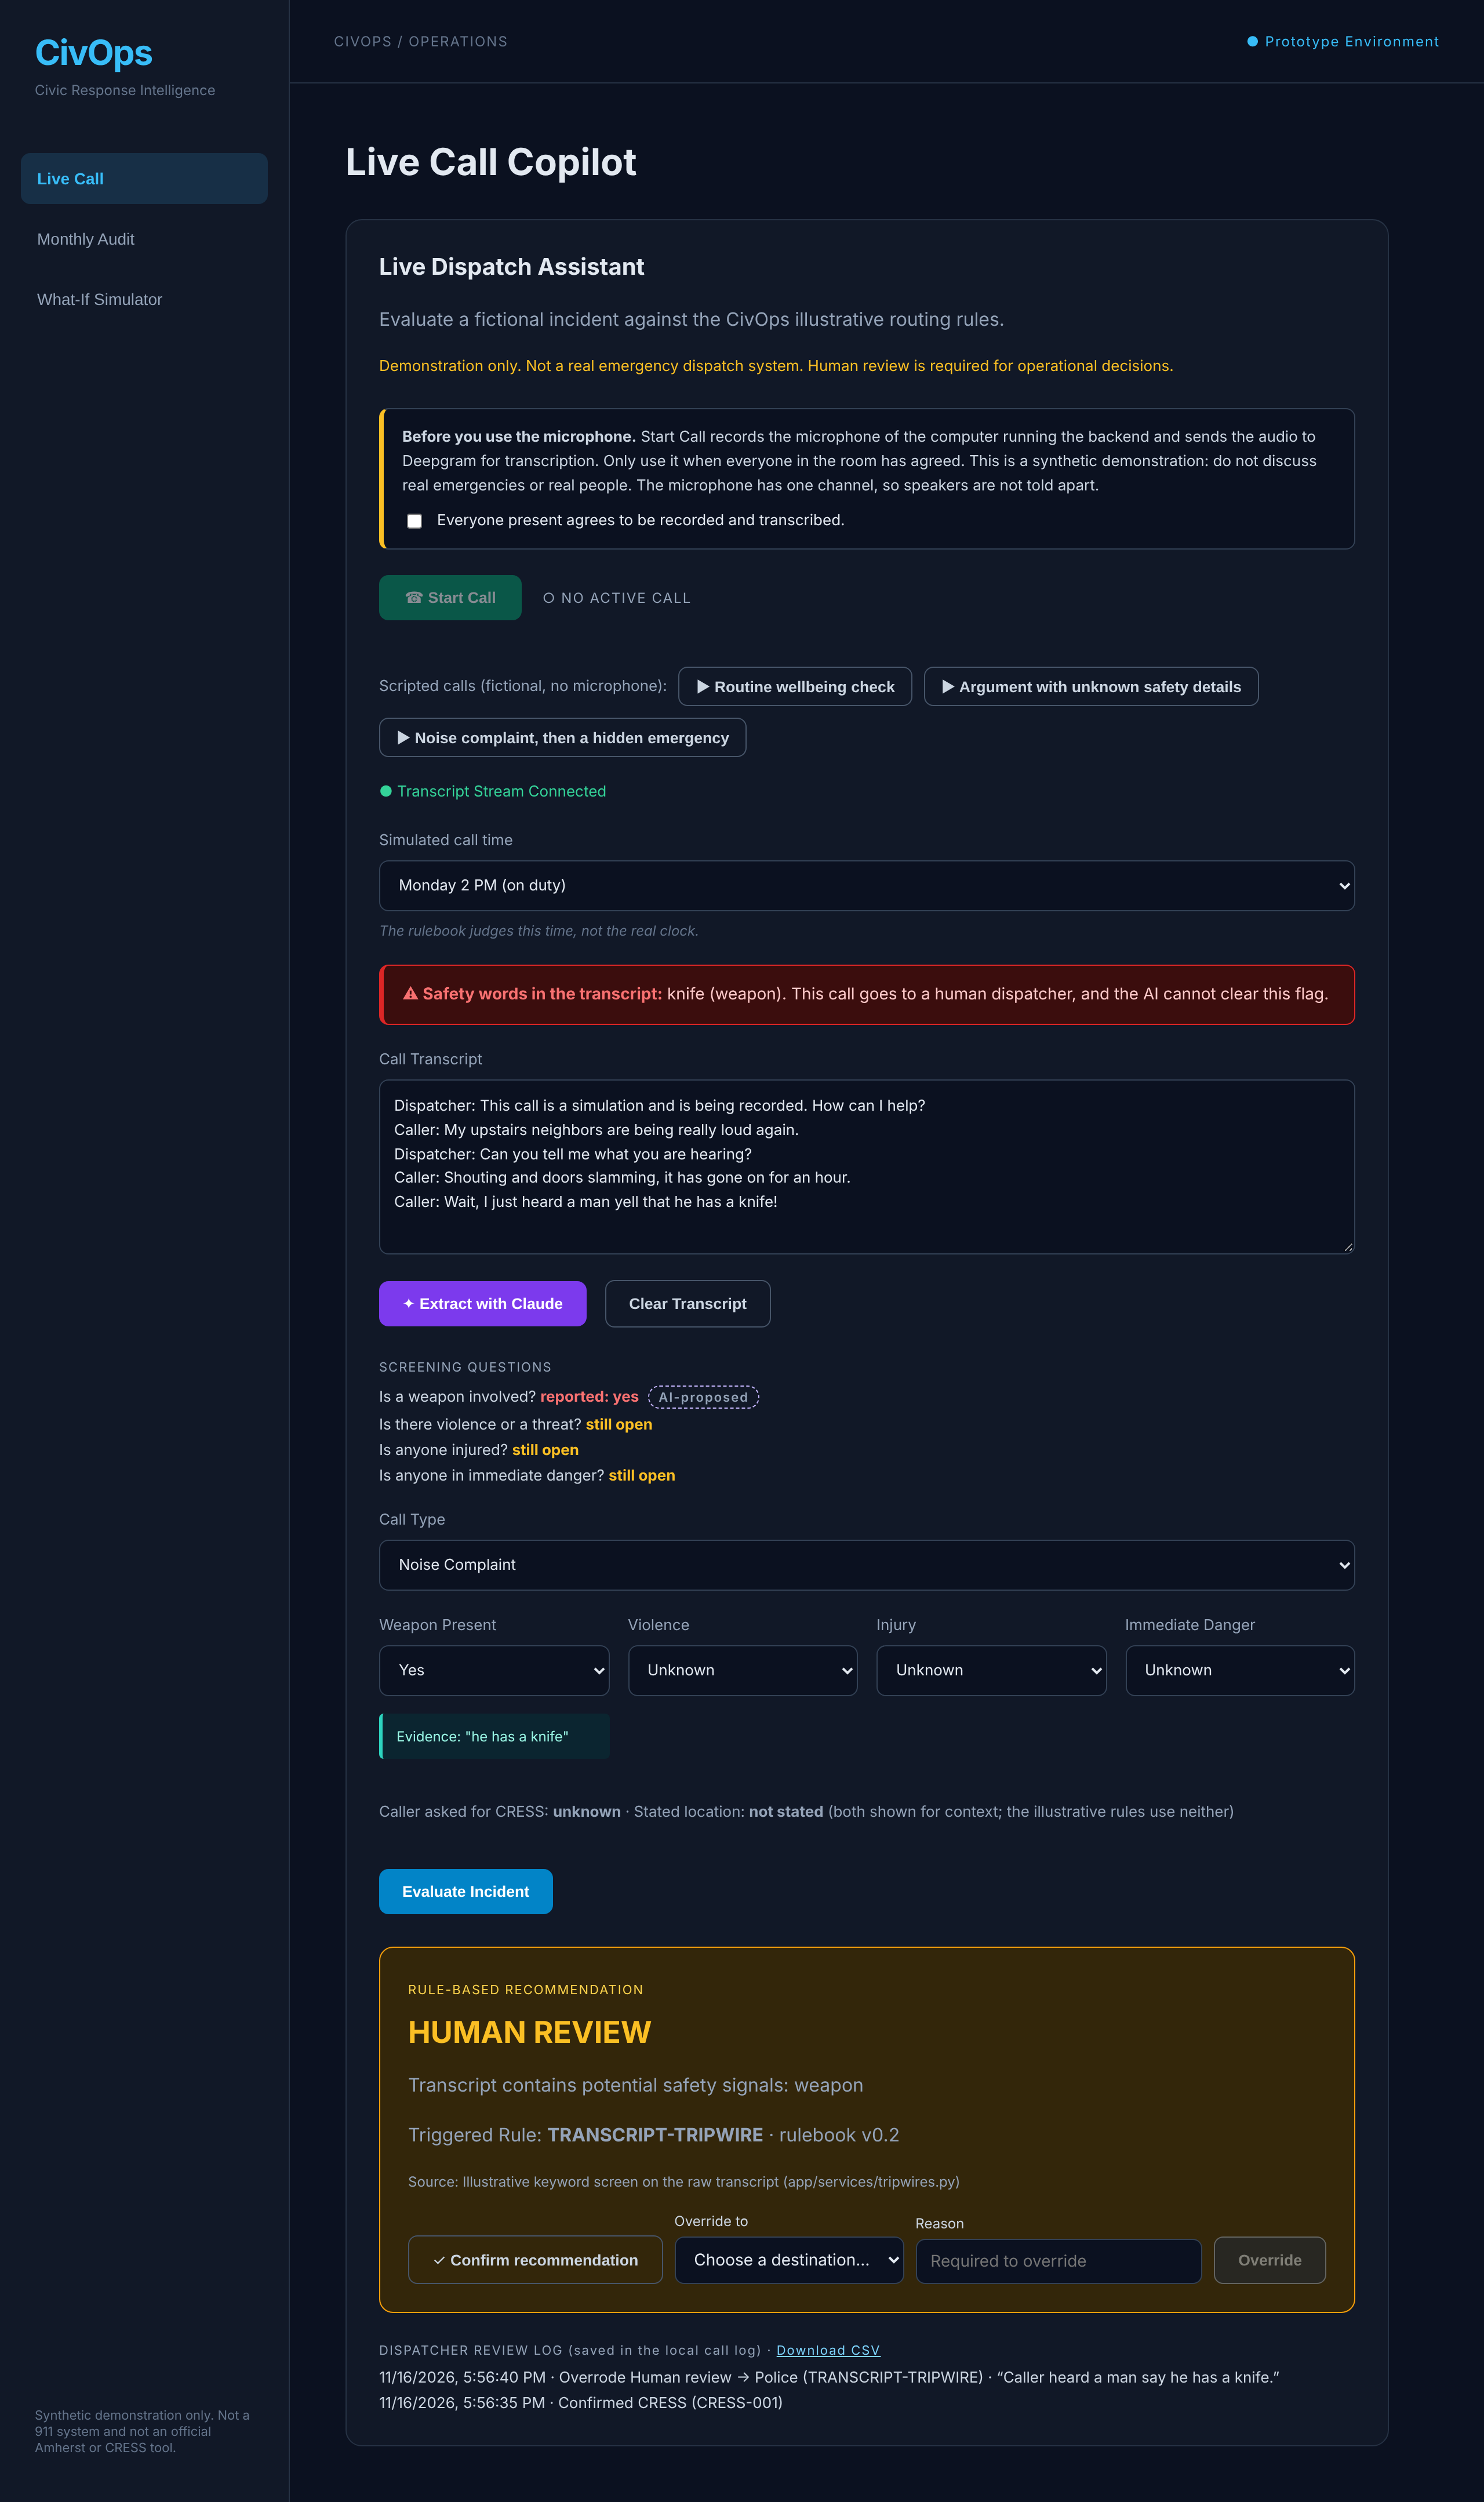 CivOps
Civic Response Intelligence
Live Call
Monthly Audit
What-If Simulator
Synthetic demonstration only. Not a
911 system and not an official
Amherst or CRESS tool.
CIVOPS / OPERATIONS
● Prototype Environment
Live Call Copilot
Live Dispatch Assistant
Evaluate a fictional incident against the CivOps illustrative routing rules.
Demonstration only. Not a real emergency dispatch system. Human review is required for operational decisions.
Before you use the microphone. Start Call records the microphone of the computer running the backend and sends the audio to
Deepgram for transcription. Only use it when everyone in the room has agreed. This is a synthetic demonstration: do not discuss
real emergencies or real people. The microphone has one channel, so speakers are not told apart.
Everyone present agrees to be recorded and transcribed.
☎ Start Call
○ NO ACTIVE CALL
Scripted calls (fictional, no microphone):
▶ Routine wellbeing check
▶ Argument with unknown safety details
▶ Noise complaint, then a hidden emergency
● Transcript Stream Connected
Simulated call time
Monday 2 PM (on duty)
The rulebook judges this time, not the real clock.
⚠ Safety words in the transcript: knife (weapon). This call goes to a human dispatcher, and the AI cannot clear this flag.
Call Transcript
Dispatcher: This call is a simulation and is being recorded. How can I help?
Caller: My upstairs neighbors are being really loud again.
Dispatcher: Can you tell me what you are hearing?
Caller: Shouting and doors slamming, it has gone on for an hour.
Caller: Wait, I just heard a man yell that he has a knife!
✦ Extract with Claude
Clear Transcript
SCREENING QUESTIONS
Is a weapon involved? reported: yes AI-proposed
Is there violence or a threat? still open
Is anyone injured? still open
Is anyone in immediate danger? still open
Call Type
Noise Complaint
Weapon Present
Violence
Injury
Immediate Danger
Yes
Unknown
Unknown
Unknown
Evidence: "he has a knife"
Caller asked for CRESS: unknown · Stated location: not stated (both shown for context; the illustrative rules use neither)
Evaluate Incident
RULE-BASED RECOMMENDATION
HUMAN REVIEW
Transcript contains potential safety signals: weapon
Triggered Rule: TRANSCRIPT-TRIPWIRE · rulebook v0.2
Source: Illustrative keyword screen on the raw transcript (app/services/tripwires.py)
Override to
Reason
✓ Confirm recommendation
Choose a destination...
Required to override
Override
DISPATCHER REVIEW LOG (saved in the local call log) · Download CSV
11/16/2026, 5:56:40 PM · Overrode Human review → Police (TRANSCRIPT-TRIPWIRE) · “Caller heard a man say he has a knife.”
11/16/2026, 5:56:35 PM · Confirmed CRESS (CRESS-001)